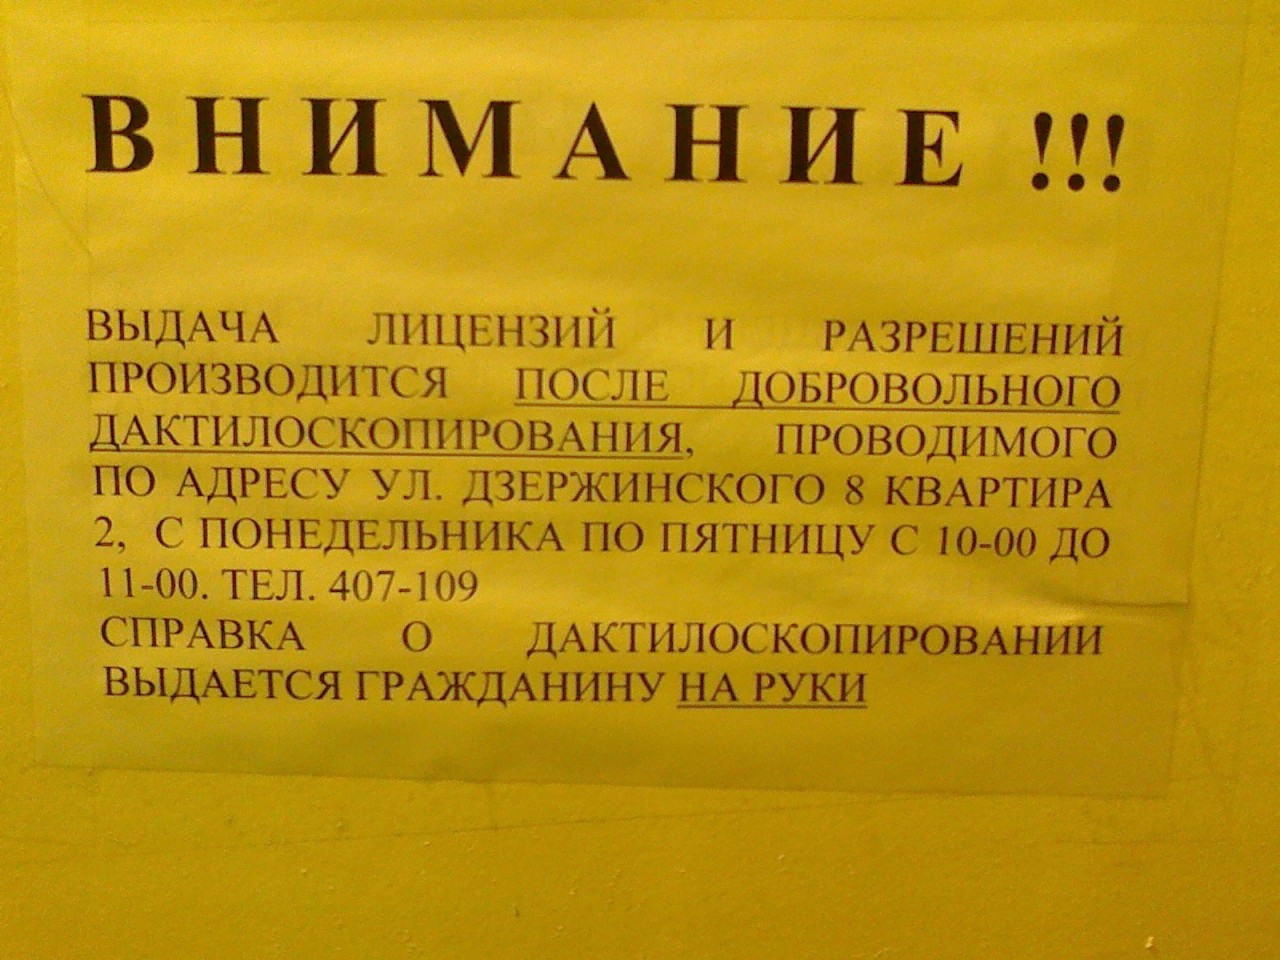 ВНИМАНИЕ !!!
ВЫДАЧА ЛИЦЕНЗИЙ И РАЗРЕШЕНИЙ
ПРОИЗВОДИТСЯ ПОСЛЕ ДОБРОВОЛЬНОГО
ДАКТИЛОСКОПИРОВАНИЯ, ПРОВОДИМОГО
ПО АДРЕСУ УЛ. ДЗЕРЖИНСКОГО 8 КВАРТИРА
2, С ПОНЕДЕЛЬНИКА ПО ПЯТНИЦУ С 10-00 ДО
11-00. ТЕЛ. 407-109
СПРАВКА О ДАКТИЛОСКОПИРОВАНИИ
ВЫДАЕТСЯ ГРАЖДАНИНУ НА РУКИ